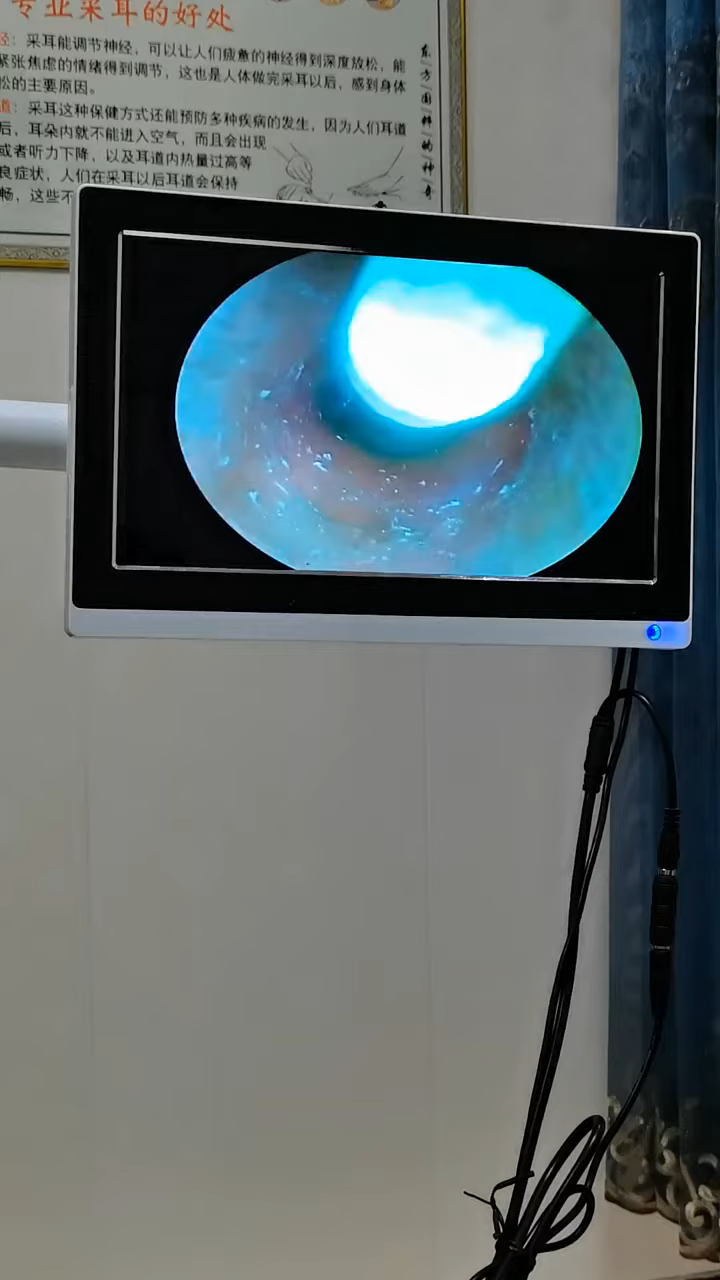 专业采耳的好处
经：采耳能调节神经，可以让人们疲惫的神经得到深度放松，能
紧张焦虑的情绪得到调节，这也是人体做完采耳以后，感到身体
松的主要原因。
道：采耳这种保健方式还能预防多种疾病的发生，因为人们耳道
后，耳朵内就不能进入空气，而且会出现
或者听力下降，以及耳道内热量过高等
良症状，人们在采耳以后耳道会保持
畅，这些不
东方国粹的神奇